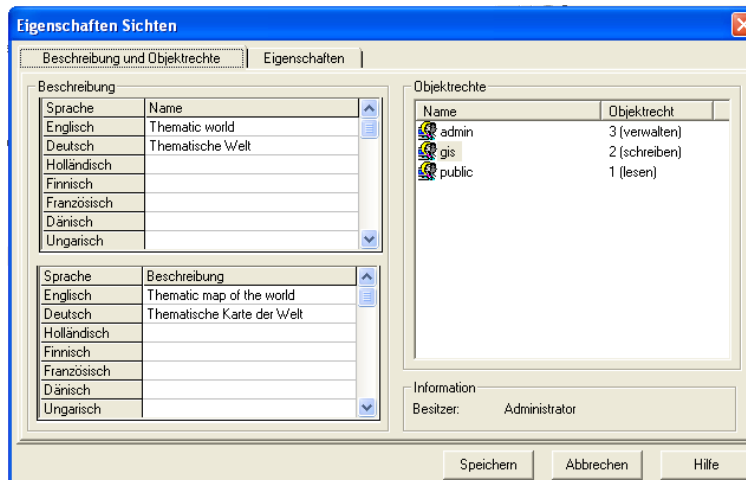 Eigenschaften Sichten
Beschreibung und Objektrechte
Eigenschaften
Beschreibung
Sprache Name
Englisch Thematic world
Deutsch Thematische Welt
Holländisch
Finnisch
Französisch
Dänisch
Ungarisch
Sprache Beschreibung
Englisch Thematic map of the world
Deutsch Thematische Karte der Welt
Holländisch
Finnisch
Französisch
Dänisch
Ungarisch
Objektrechte
Name Objektrecht
admin 3 (verwalten)
gis 2 (schreiben)
public 1 (lesen)
Information
Besitzer: Administrator
Speichern Abbrechen Hilfe